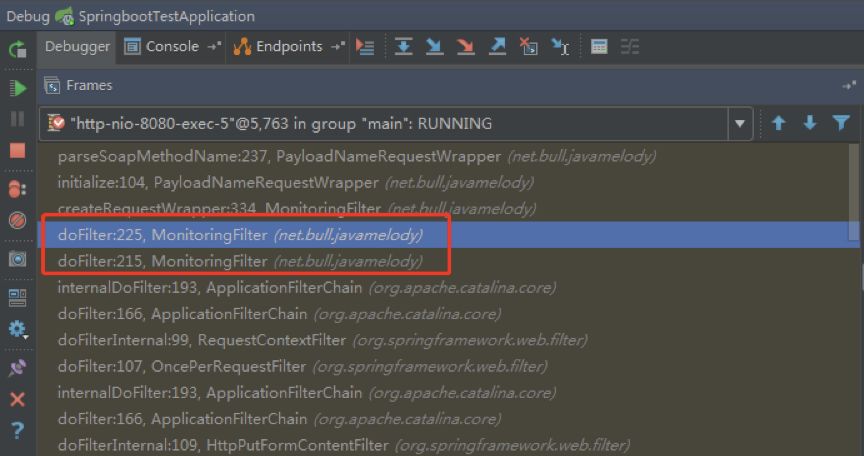 Debug SpringbootTestApplication
Debugger Console Endpoints
Frames
"http-nio-8080-exec-5"@5,763 in group "main": RUNNING
parseSoapMethodName:237, PayloadNameRequestWrapper (net.bull.javamelody)
initialize:104, PayloadNameRequestWrapper (net.bull.javamelody)
createRequestWrapper:334, MonitoringFilter (net.bull.javamelody)
doFilter:225, MonitoringFilter (net.bull.javamelody)
doFilter:215, MonitoringFilter (net.bull.javamelody)
internalDoFilter:193, ApplicationFilterChain (org.apache.catalina.core)
doFilter:166, ApplicationFilterChain (org.apache.catalina.core)
doFilterInternal:99, RequestContextFilter (org.springframework.web.filter)
doFilter:107, OncePerRequestFilter (org.springframework.web.filter)
internalDoFilter:193, ApplicationFilterChain (org.apache.catalina.core)
doFilter:166, ApplicationFilterChain (org.apache.catalina.core)
doFilterInternal:109, HttpPutFormContentFilter (org.springframework.web.filter)